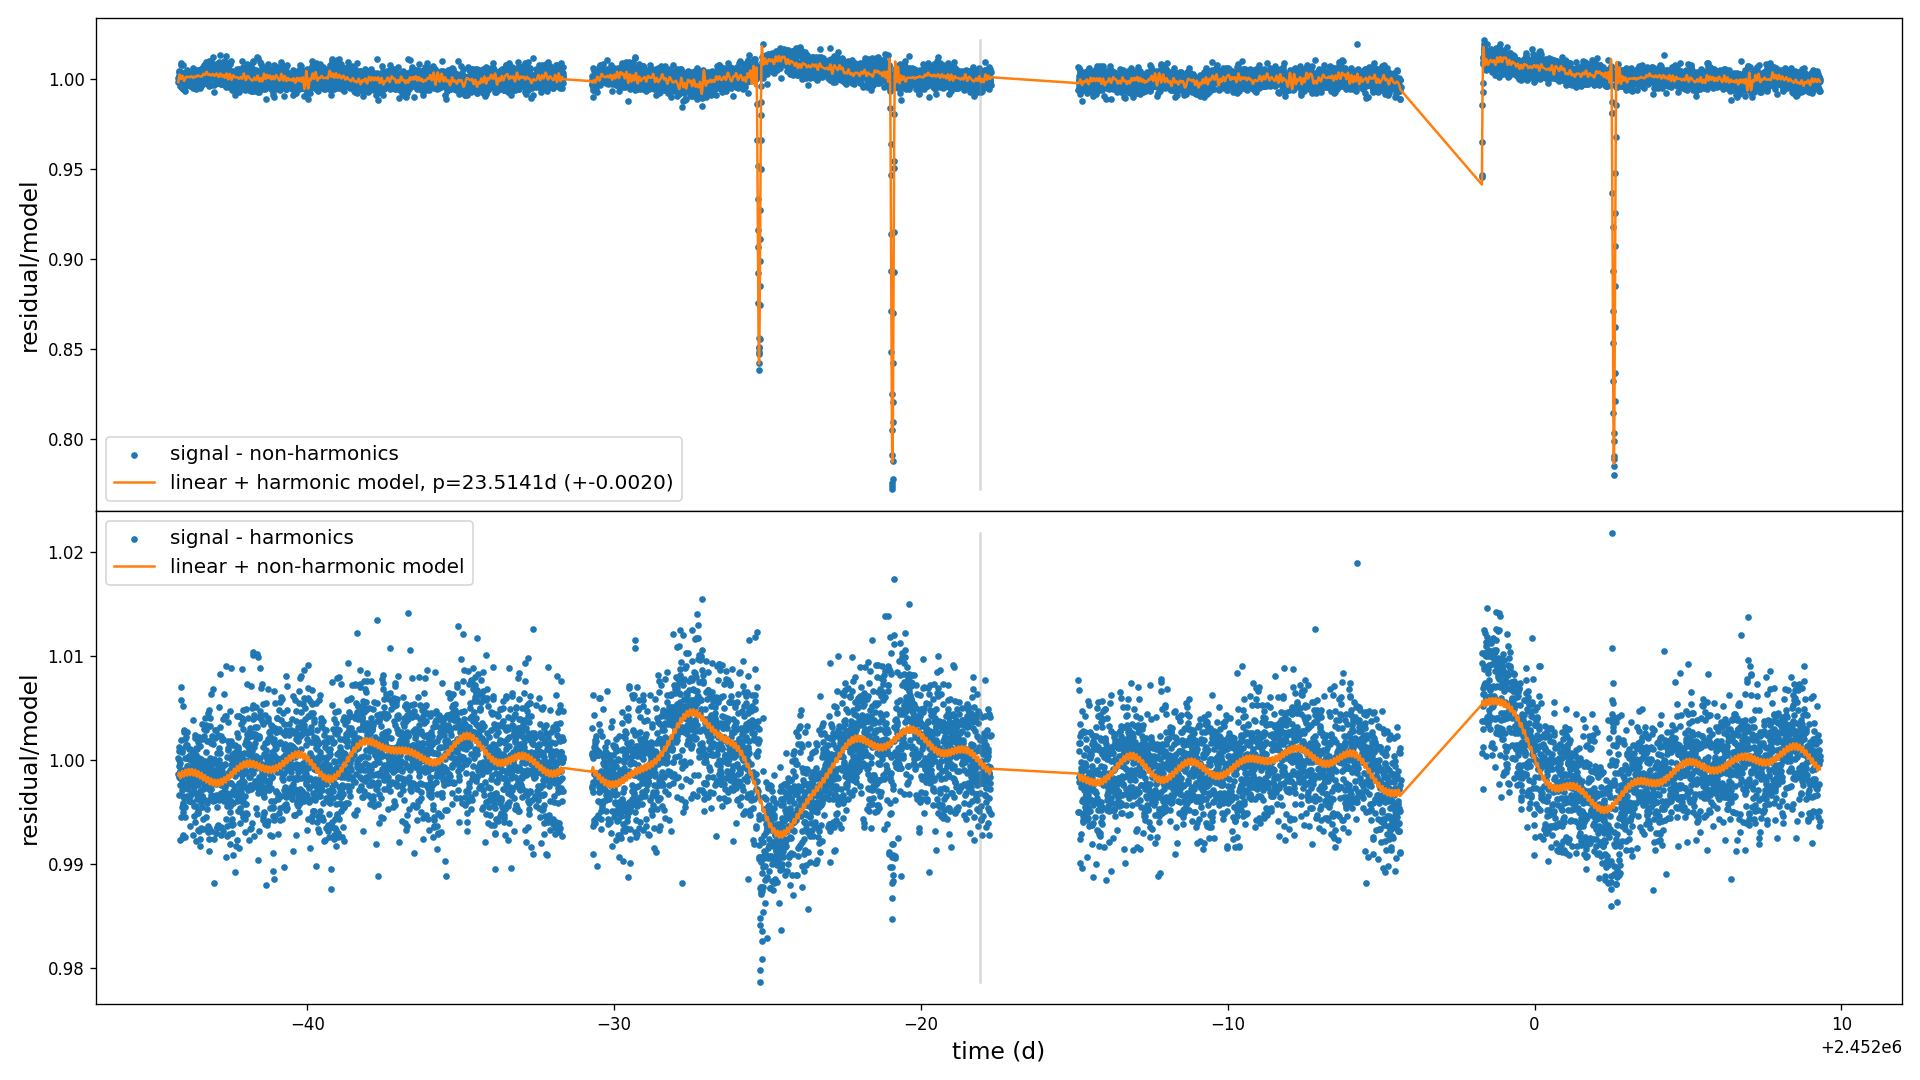 residual/model
1.00
0.95
0.90
0.85
0.80
signal - non-harmonics
linear + harmonic model, p=23.5141d (+-0.0020)
residual/model
1.02
1.01
1.00
0.99
0.98
signal - harmonics
linear + non-harmonic model
−40
−30
−20
−10
0
10
time (d)
+2.452e6